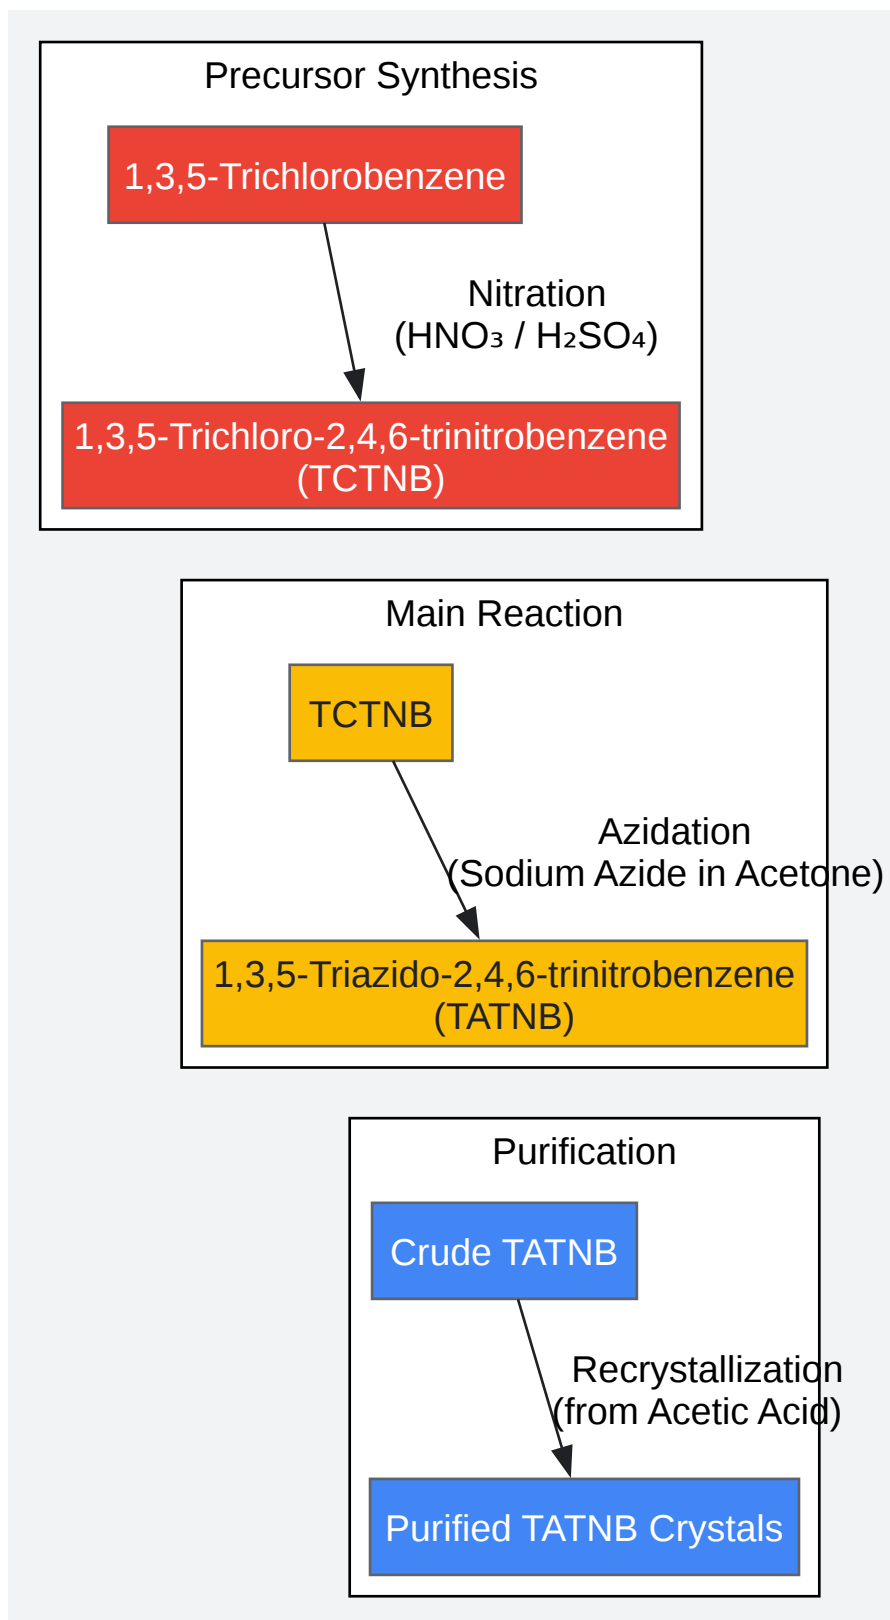 Precursor Synthesis
1,3,5-Trichlorobenzene
Nitration
(HNO₃ / H₂SO₄)
1,3,5-Trichloro-2,4,6-trinitrobenzene
(TCTNB)
Main Reaction
TCTNB
Azidation
(Sodium Azide in Acetone)
1,3,5-Triazido-2,4,6-trinitrobenzene
(TATNB)
Purification
Crude TATNB
Recrystallization
(from Acetic Acid)
Purified TATNB Crystals